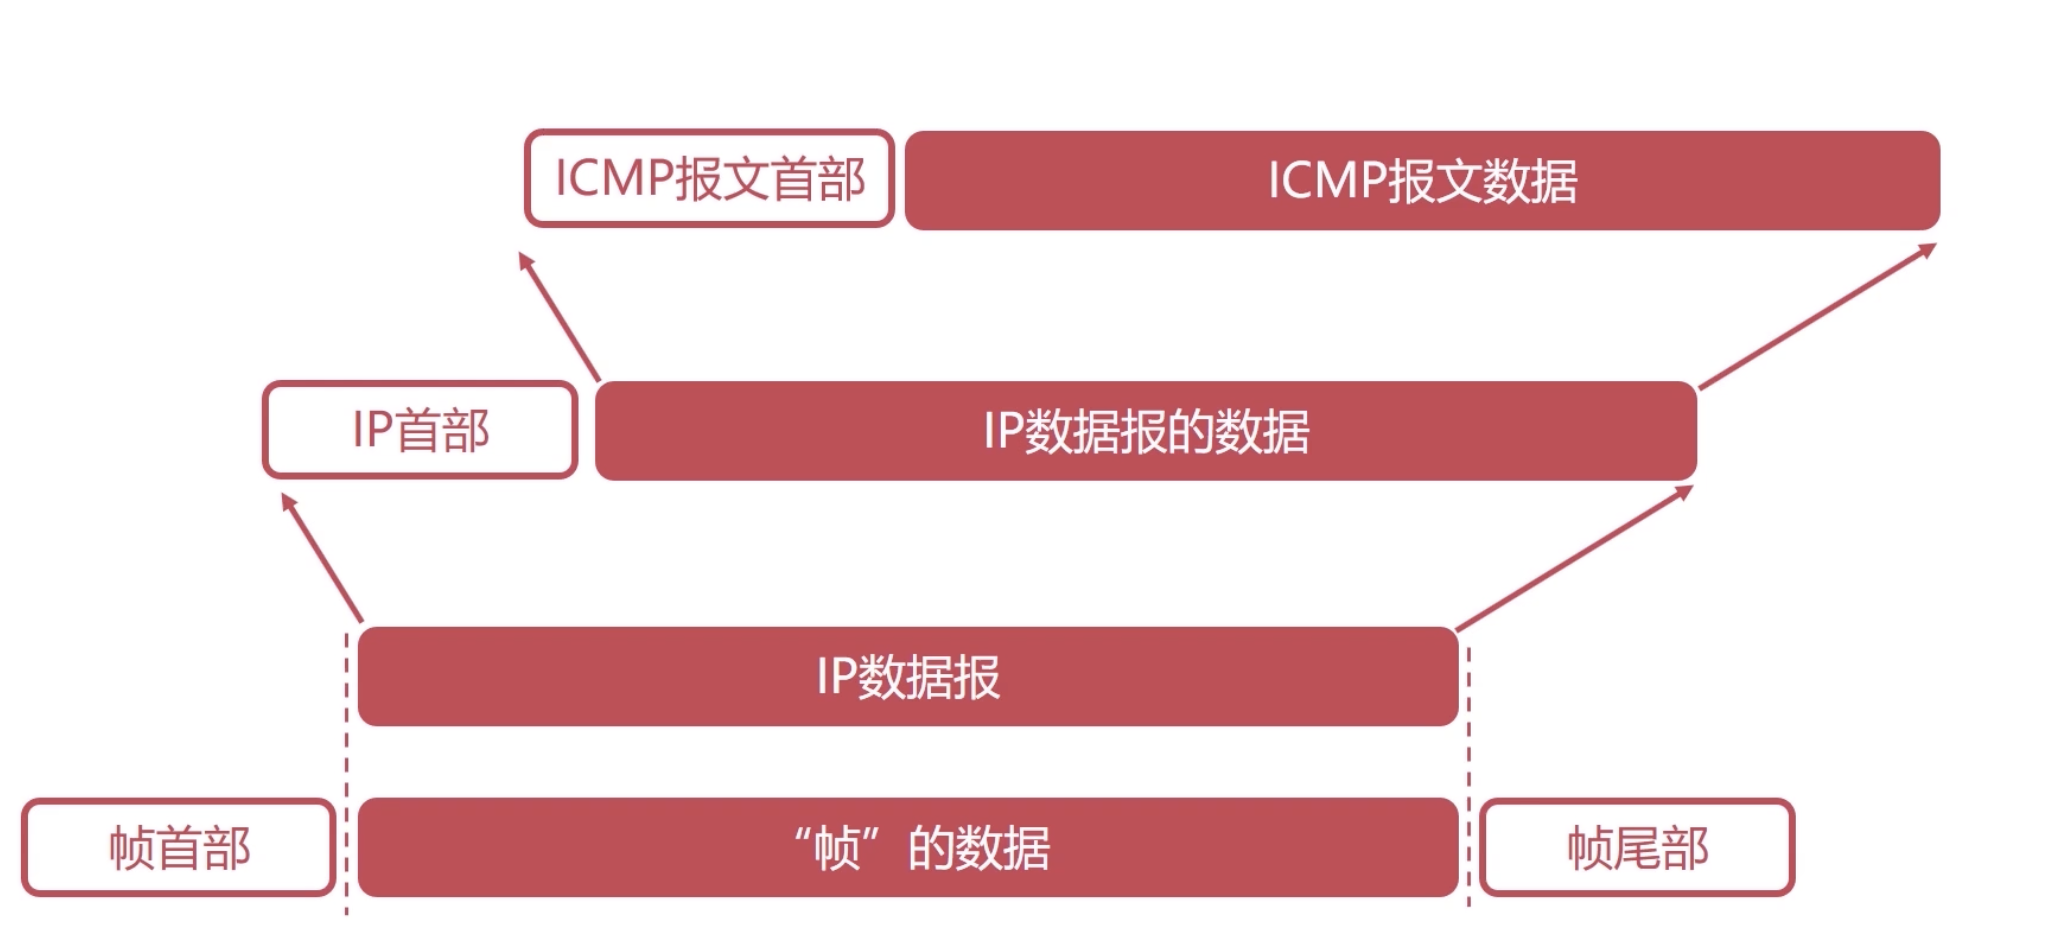 ICMP报文首部
ICMP报文数据
IP首部
IP数据报的数据
IP数据报
帧首部
“帧”的数据
帧尾部